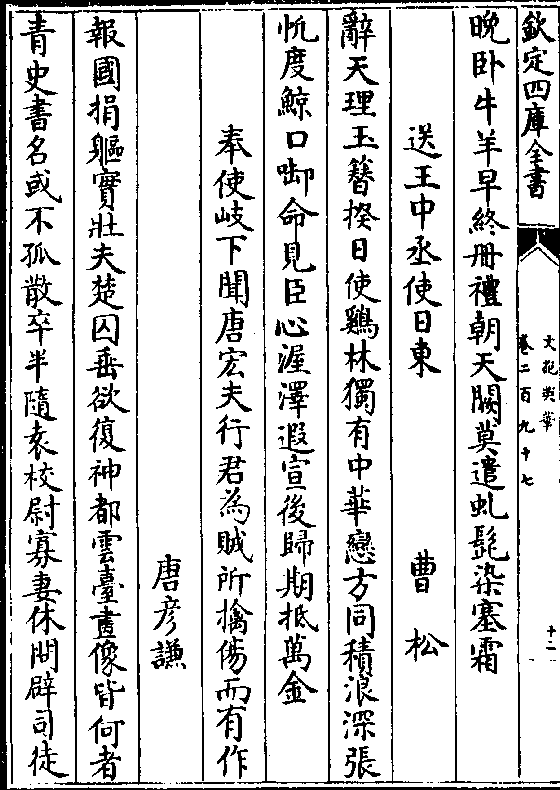 欽定四庫全書
文苑英華
卷二百九十七
十二
晚卧牛羊早終册禮朝天闕莫遣虬髭染塞霜
送王中丞使日東 曹松
辭天理玉簪揆日使鷄林獨有中華戀方同積浪深張
忼度鯨口啣命見臣心渥澤遐宣後歸期抵萬金
奉使岐下聞唐宏夫行君為賊所擒傷而有作
唐彦謙
報國捐軀實壯夫楚囚垂欲復神都雲臺畫像皆何者
青史書名或不孤散卒半隨袁校尉寡妻休問辟司徒